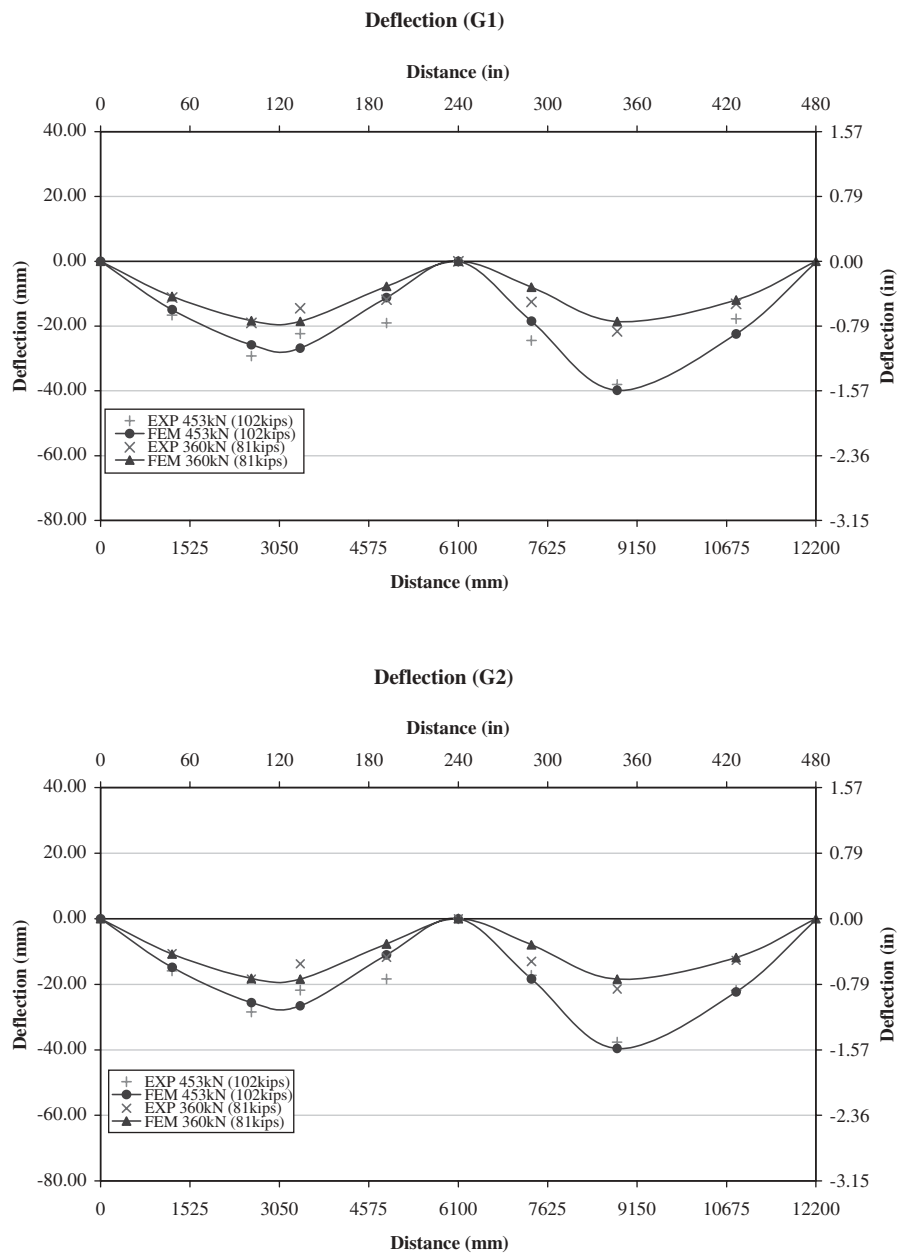 Deflection (G1)
Distance (in)
0 60 120 180 240 300 360 420 480
40.00 1.57
20.00 0.79
0.00 0.00
-20.00 -0.79
-40.00 -1.57
-60.00 -2.36
-80.00 -3.15
Deflection (mm)
Deflection (in)
EXP 453kN (102kips)
FEM 453kN (102kips)
EXP 360kN (81kips)
FEM 360kN (81kips)
0 1525 3050 4575 6100 7625 9150 10675 12200
Distance (mm)
Deflection (G2)
Distance (in)
0 60 120 180 240 300 360 420 480
40.00 1.57
20.00 0.79
0.00 0.00
-20.00 -0.79
-40.00 -1.57
-60.00 -2.36
-80.00 -3.15
Deflection (mm)
Deflection (in)
EXP 453kN (102kips)
FEM 453kN (102kips)
EXP 360kN (81kips)
FEM 360kN (81kips)
0 1525 3050 4575 6100 7625 9150 10675 12200
Distance (mm)